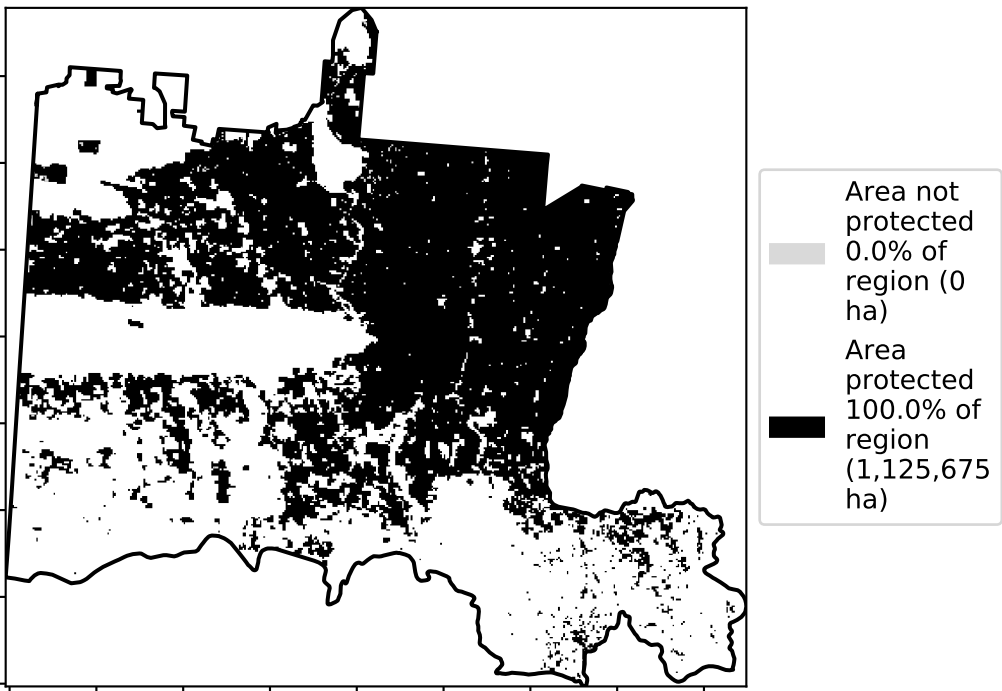 Area not
protected
0.0% of
region (0
ha)
Area
protected
100.0% of
region
(1,125,675
ha)